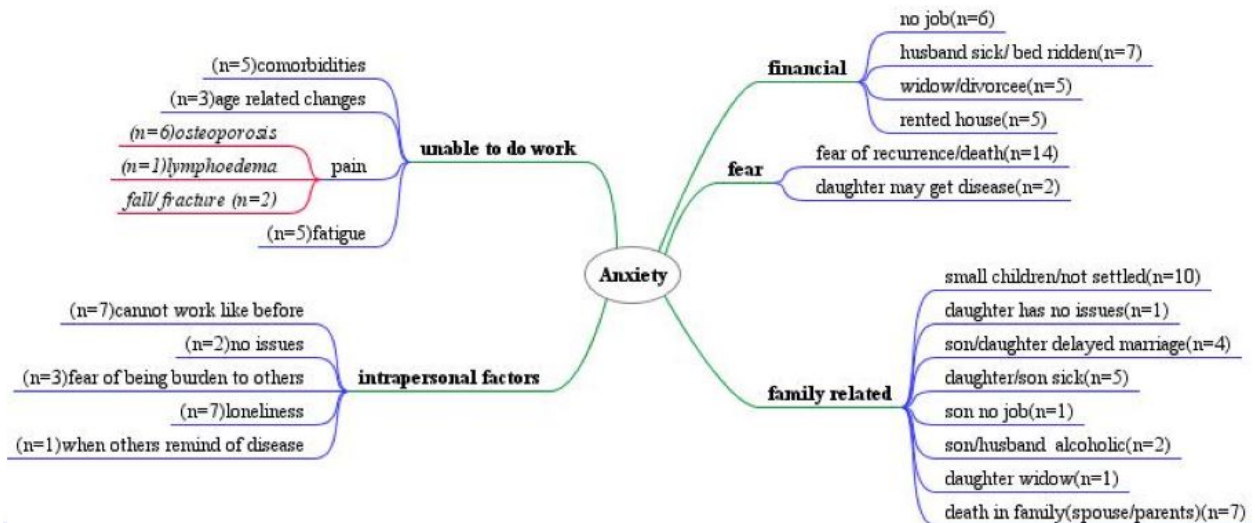 (n=5)comorbidities
(n=3)age related changes
(n=6)osteoporosis
(n=1)lymphoedema
fall/ fracture (n=2)
pain
(n=5)fatigue
unable to do work
(n=7)cannot work like before
(n=2)no issues
(n=3)fear of being burden to others
(n=7)loneliness
(n=1)when others remind of disease
intrapersonal factors
Anxiety
financial
no job(n=6)
husband sick/ bed ridden(n=7)
widow/divorcee(n=5)
rented house(n=5)
fear
fear of recurrence/death(n=14)
daughter may get disease(n=2)
family related
small children/not settled(n=10)
daughter has no issues(n=1)
son/daughter delayed marriage(n=4)
daughter/son sick(n=5)
son no job(n=1)
son/husband alcoholic(n=2)
daughter widow(n=1)
death in family(spouse/parents)(n=7)